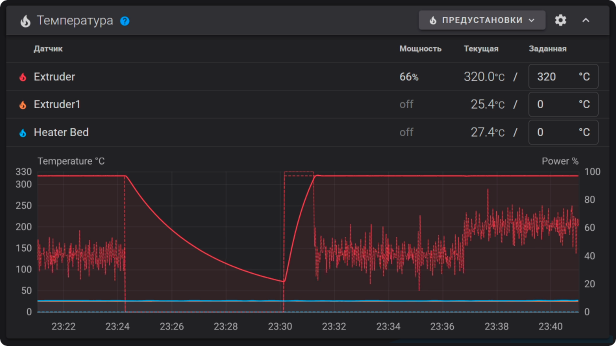 Температура ?
ПРЕДУСТАНОВКИ
Датчик Мощность Текущая Заданная
Extruder 66% 320.0°C / 320 °C
Extruder1 off 25.4°C / 0 °C
Heater Bed off 27.4°C / 0 °C
Temperature °C Power %
330 100
300
250 80
200 60
150
100 40
50 20
0 0
23:22 23:24 23:26 23:28 23:30 23:32 23:34 23:36 23:38 23:40